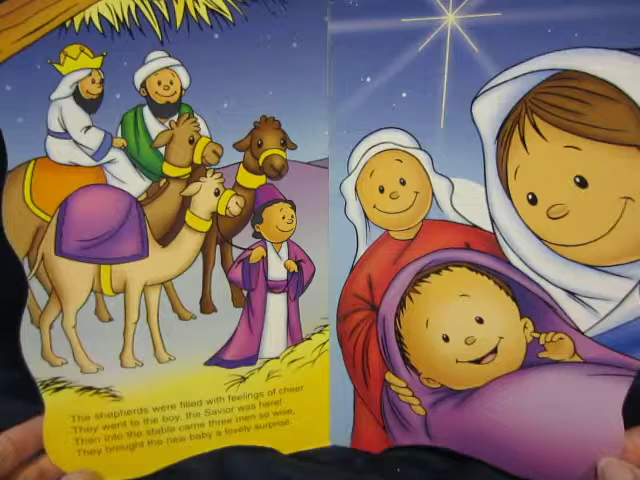 The shepherds were filled with feelings of cheer
They went to the boy, the Savior was here!
Then into the stable came three men so wise,
They brought the new baby a lovely surprise.